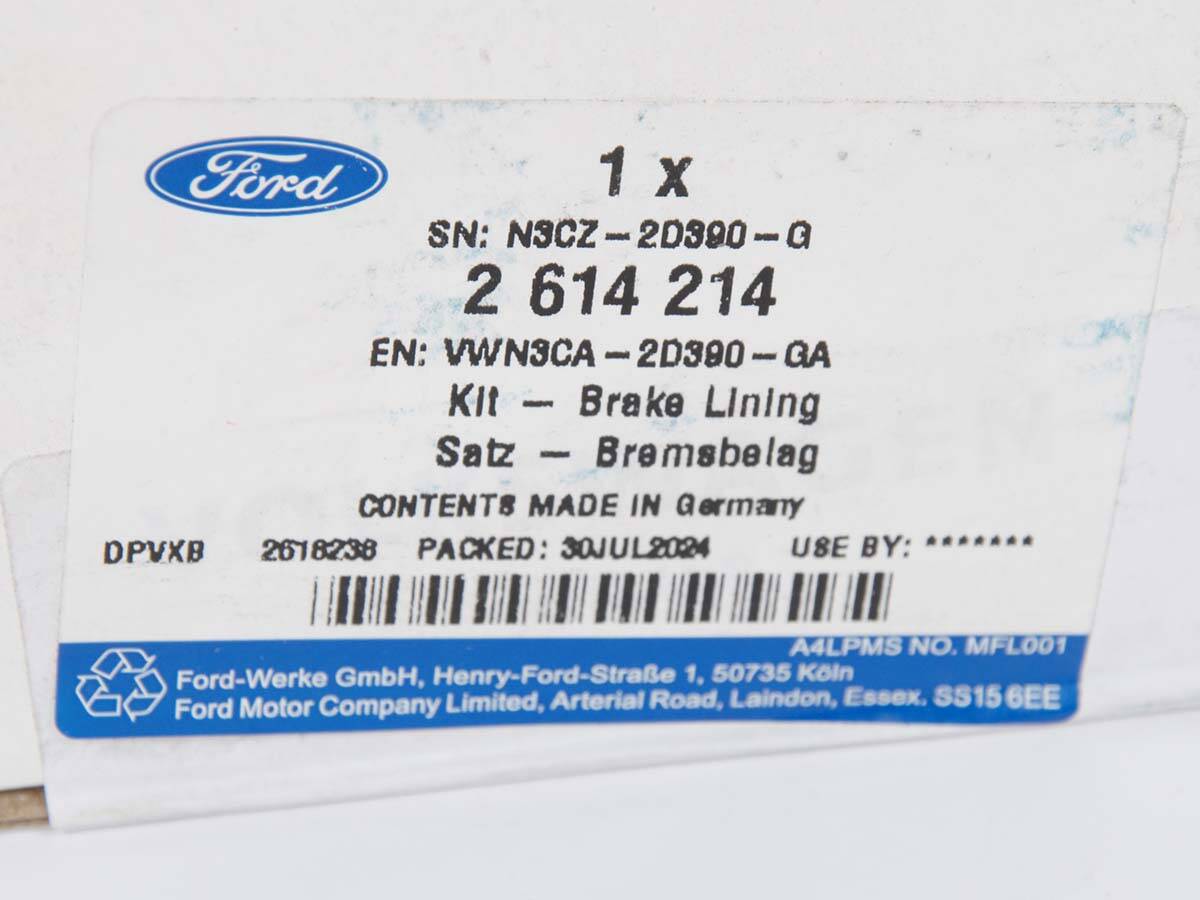 Ford
1 x
SN: N3CZ-2D390-G
2 614 214
EN: VWN3CA-2D390-GA
Kit - Brake Lining
Satz - Bremsbelag
CONTENTS MADE IN Germany
DPVXB 2618238 PACKED: 30JUL2024 USE BY: *******
A4LPMS NO. MFL001
Ford-Werke GmbH, Henry-Ford-Straße 1, 50735 Köln
Ford Motor Company Limited, Arterial Road, Laindon, Essex. SS15 6EE